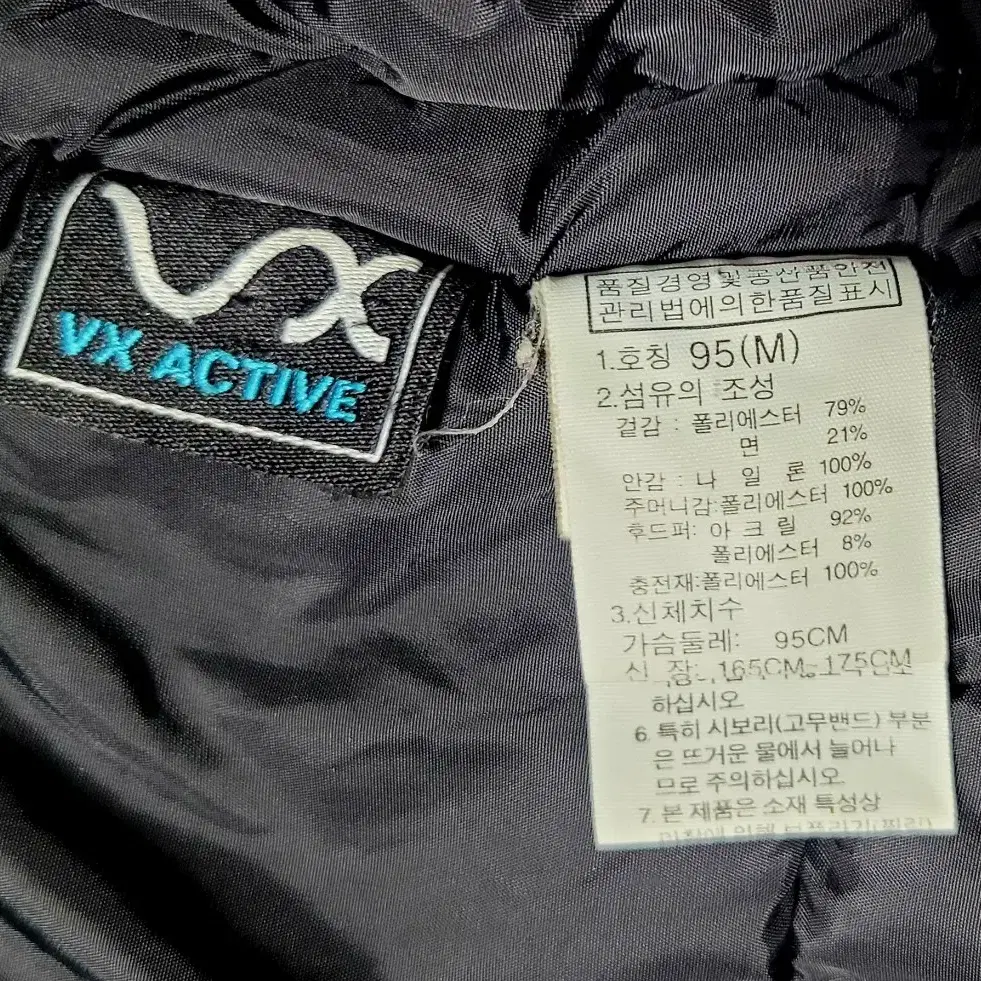 VX
VX ACTIVE
품질경영및공산품안전
관리법에의한품질표시
1.호칭 95(M)
2.섬유의 조성
겉감 : 폴리에스터 79%
면 21%
안감 : 나 일 론 100%
주머니감:폴리에스터 100%
후드퍼: 아 크 릴 92%
폴리에스터 8%
충전재:폴리에스터 100%
3.신체치수
가슴둘레: 95CM
신 장: 165CM~175CM
하십시오
6. 특히 시보리(고무밴드) 부분
은 뜨거운 물에서 늘어나
므로 주의하십시오.
7. 본 제품은 소재 특성상